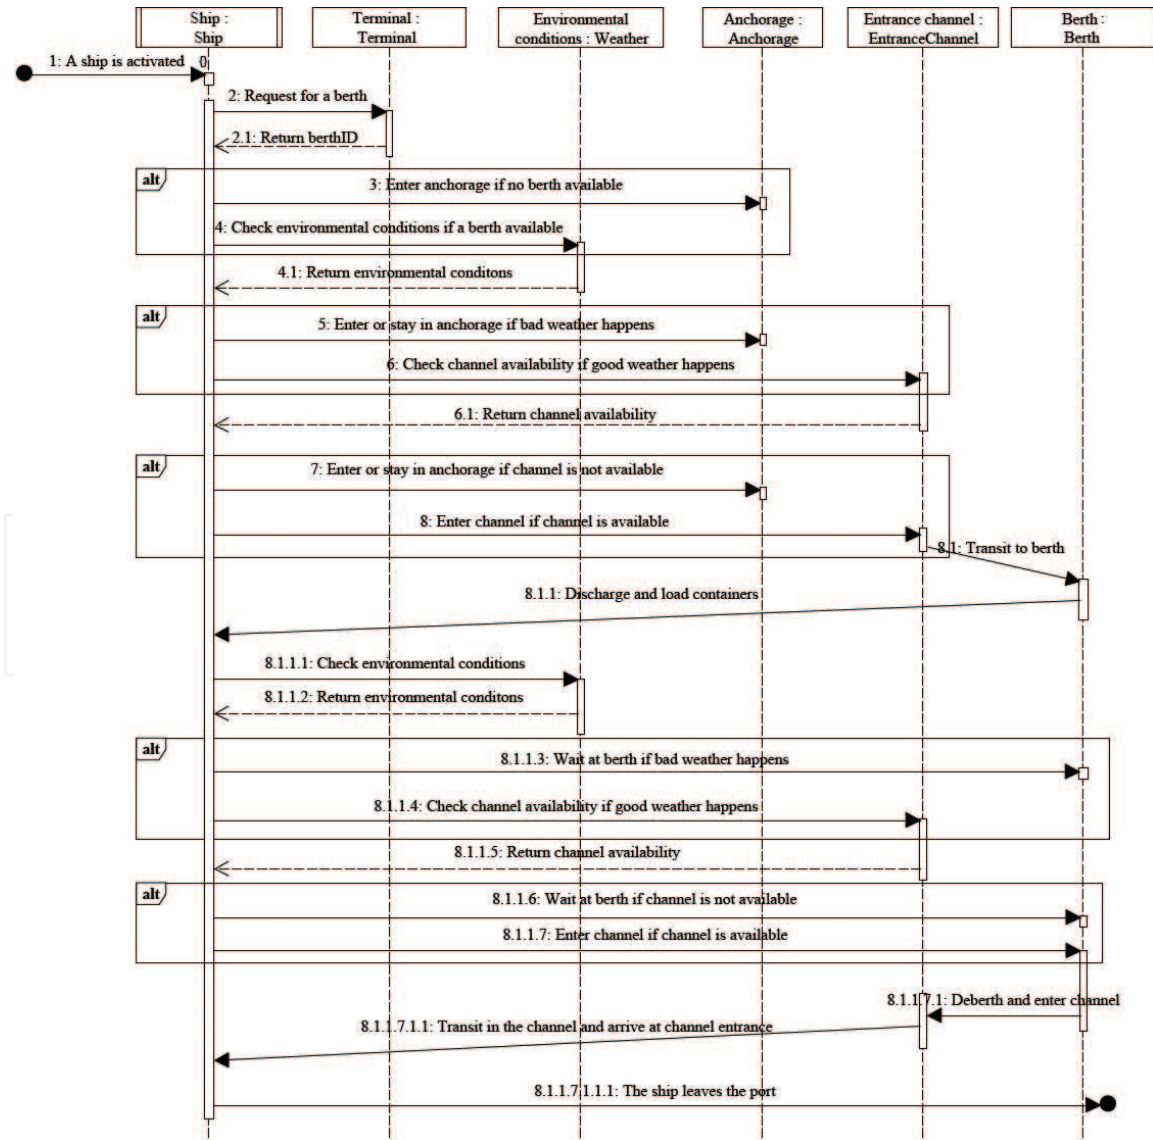 Ship :
Ship
Terminal :
Terminal
Environmental
conditions : Weather
Anchorage :
Anchorage
Entrance channel :
EntranceChannel
Berth :
Berth
1: A ship is activated
{}
2: Request for a berth
2.1: Return berthID
alt
3: Enter anchorage if no berth available
4: Check environmental conditions if a berth available
4.1: Return environmental conditons
alt
5: Enter or stay in anchorage if bad weather happens
6: Check channel availability if good weather happens
6.1: Return channel availability
alt
7: Enter or stay in anchorage if channel is not available
8: Enter channel if channel is available
8.1: Transit to berth
8.1.1: Discharge and load containers
8.1.1.1: Check environmental conditions
8.1.1.2: Return environmental conditons
alt
8.1.1.3: Wait at berth if bad weather happens
8.1.1.4: Check channel availability if good weather happens
8.1.1.5: Return channel availability
alt
8.1.1.6: Wait at berth if channel is not available
8.1.1.7: Enter channel if channel is available
8.1.1.7.1: Deberth and enter channel
8.1.1.7.1.1: Transit in the channel and arrive at channel entrance
8.1.1.7.1.1.1: The ship leaves the port